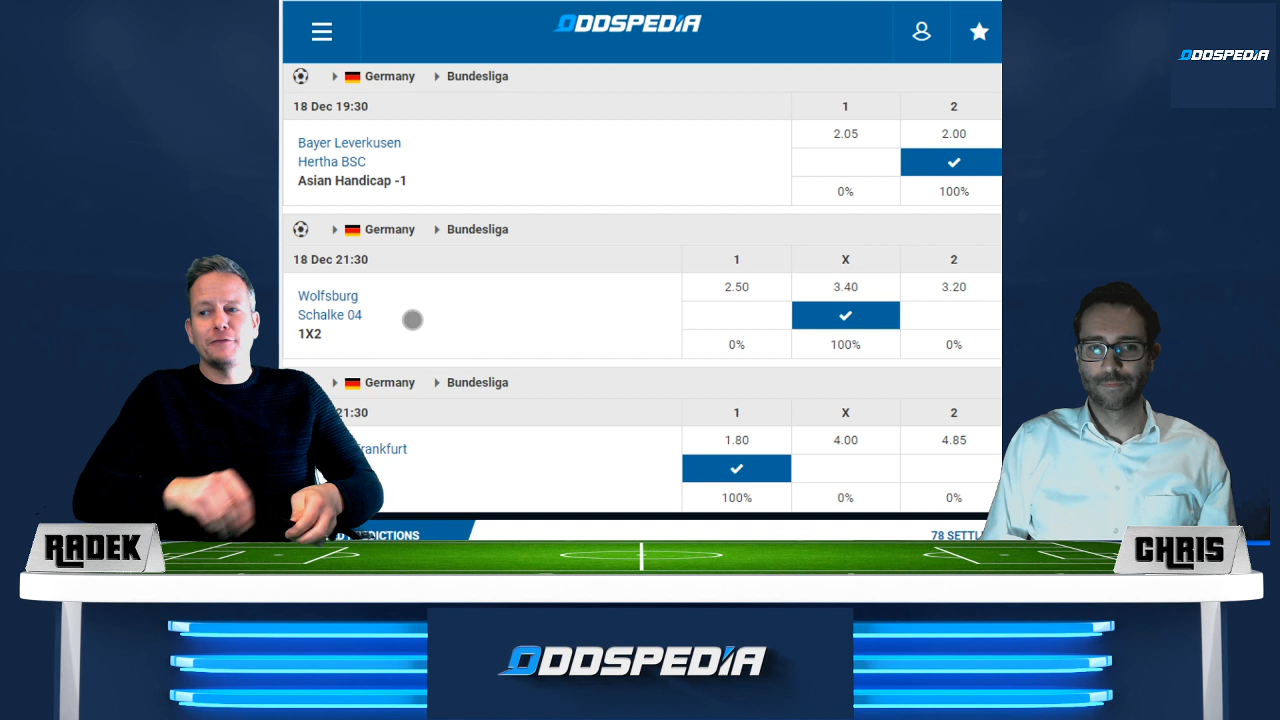 ODDSPEDIA
ODDSPEDIA
Germany Bundesliga
18 Dec 19:30 1 2
2.05 2.00
Bayer Leverkusen
Hertha BSC
Asian Handicap -1
0% 100%
Germany Bundesliga
18 Dec 21:30 1 X 2
2.50 3.40 3.20
Wolfsburg
Schalke 04
1X2
0% 100% 0%
Germany Bundesliga
21:30 1 X 2
1.80 4.00 4.85
rankfurt
100% 0% 0%
DICTIONS 78 SETTL
RADEK CHRIS
ODDSPEDIA